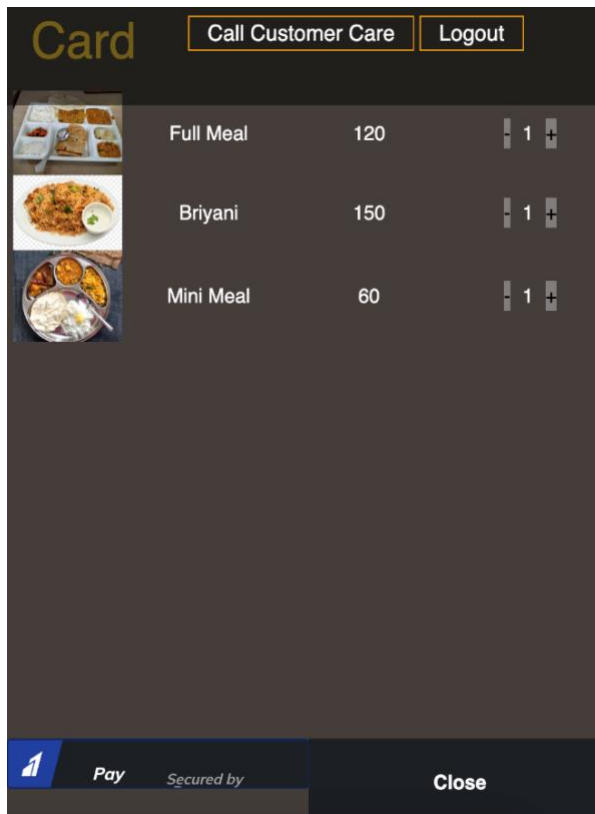 Card
Call Customer Care Logout
Full Meal 120 - 1 +
Briyani 150 - 1 +
Mini Meal 60 - 1 +
Pay Secured by Close